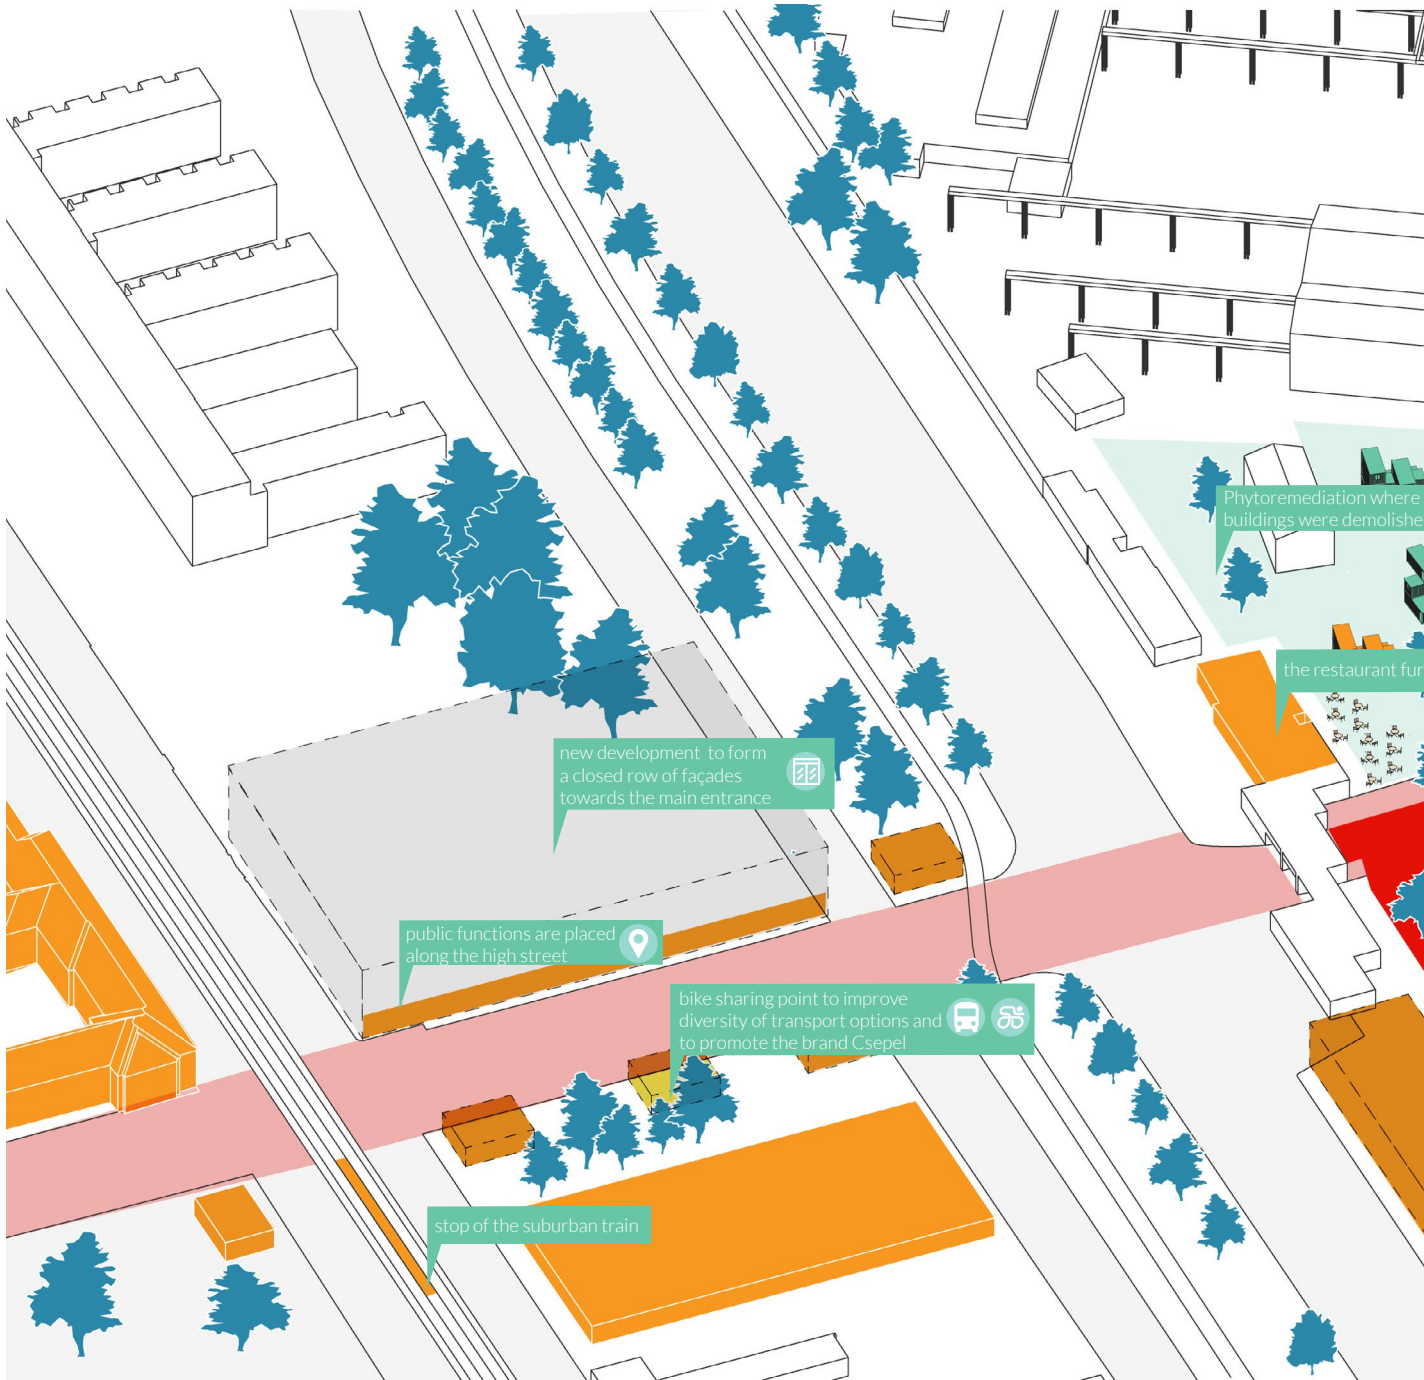 Phytoremediation where
buildings were demolishe
the restaurant fur
new development to form
a closed row of façades
towards the main entrance
public functions are placed
along the high street
bike sharing point to improve
diversity of transport options and
to promote the brand Csepel
stop of the suburban train